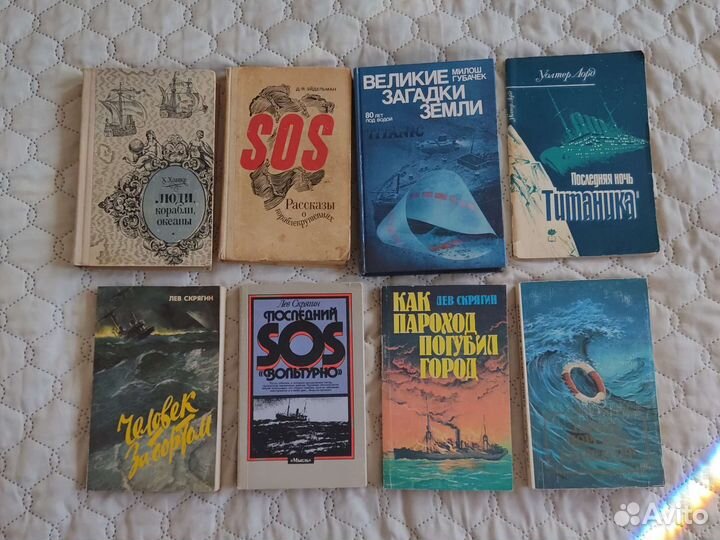 Х. Ханке
ЛЮДИ,
корабли,
океаны
Д.Я. ЭЙДЕЛЬМАН
SOS
Рассказы
о
кораблекрушениях
МИЛОШ
ГУБАЧЕК
ВЕЛИКИЕ
ЗАГАДКИ
ЗЕМЛИ
80 ЛЕТ
ПОД ВОДОЙ
TITANIC
Уолтер Лорд
Последняя ночь
"Титаника"
ЛЕВ СКРЯГИН
Человек
за бортом
Лев Скрягин
ПОСЛЕДНИЙ
SOS
«ВОЛЬТУРНО»
«Мысль»
КАК
ЛЕВ СКРЯГИН
ПАРОХОД
ПОГУБИЛ
ГОРОД
Avito